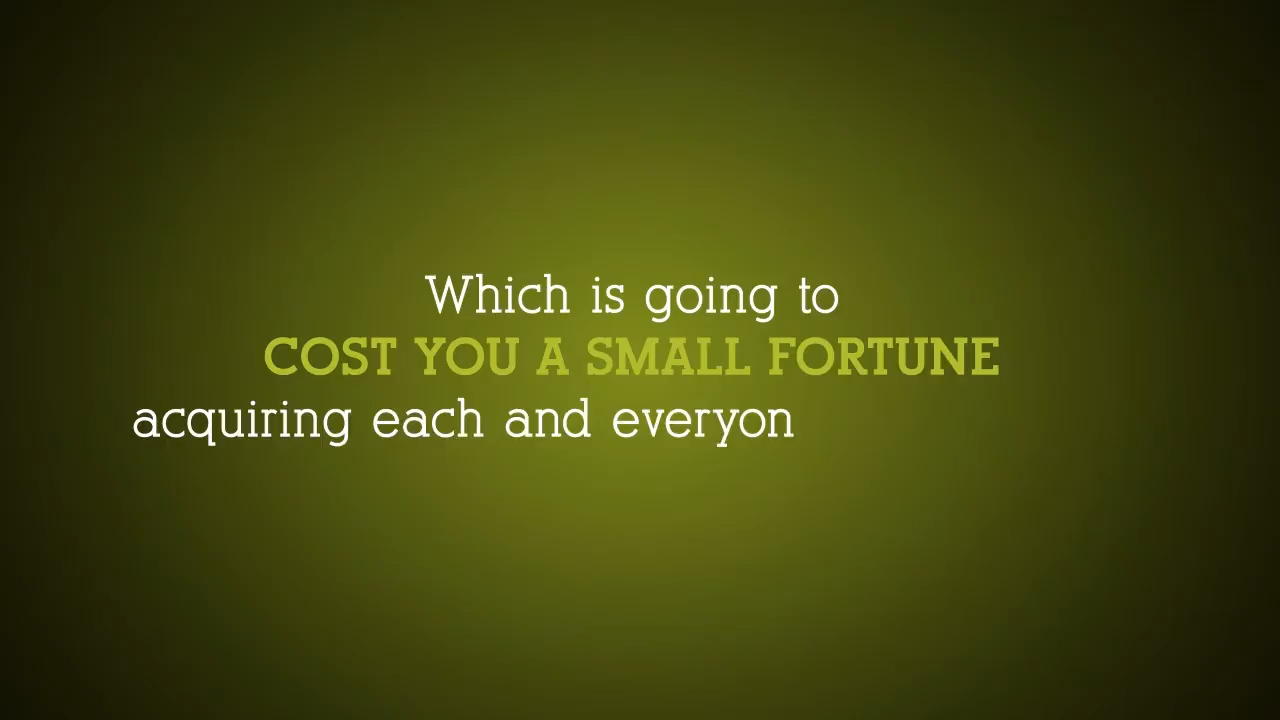 Which is going to
COST YOU A SMALL FORTUNE
acquiring each and everyon